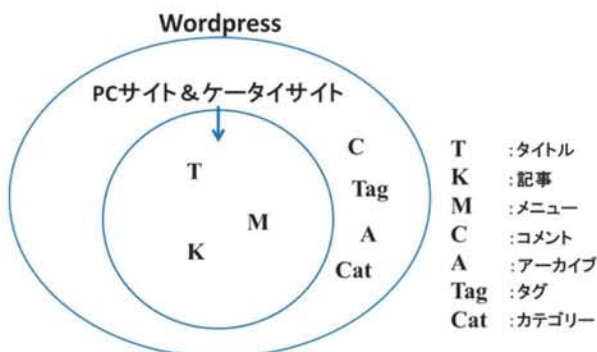 Wordpress
PCサイト＆ケータイサイト
T
K
M
C
Tag
A
Cat
T :タイトル
K :記事
M :メニュー
C :コメント
A :アーカイブ
Tag :タグ
Cat :カテゴリー